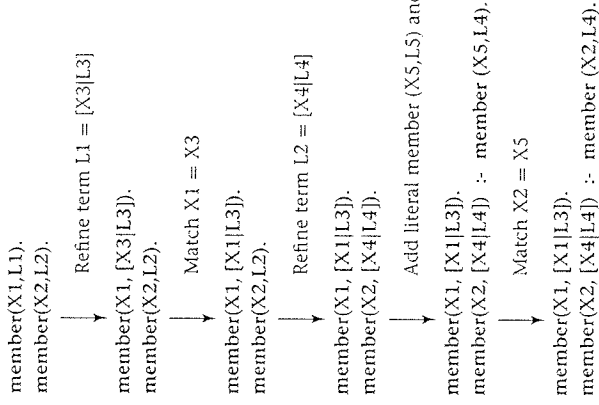 member(X1,L1).
member(X2,L2).
Refine term L1 = [X3|L3]
member(X1, [X3|L3]).
member(X2,L2).
Match X1 = X3
member(X1, [X1|L3]).
member(X2,L2).
Refine term L2 = [X4|L4]
member(X1, [X1|L3]).
member(X2, [X4|L4]).
Add literal member (X5,L5) and
member(X1, [X1|L3]).
member(X2, [X4|L4]) :- member (X5,L4).
Match X2 = X5
member(X1, [X1|L3]).
member(X2, [X4|L4]) :- member (X2,L4).